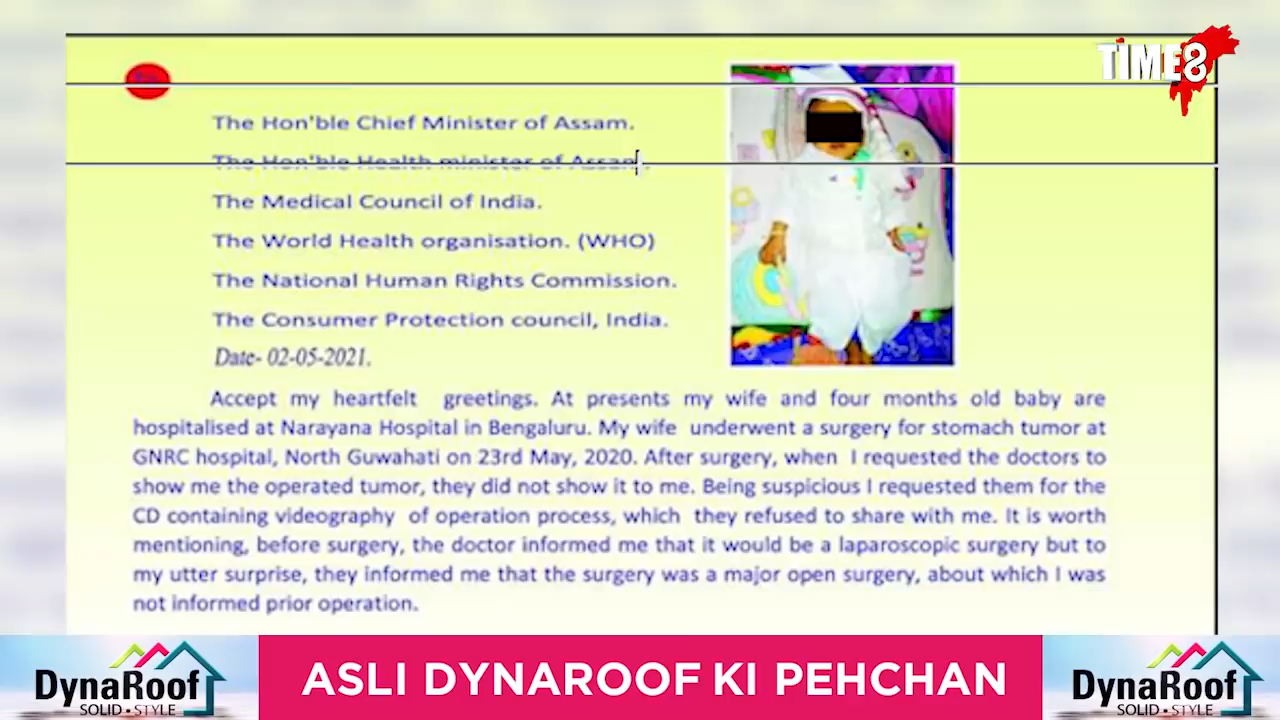 TIME8
The Hon'ble Chief Minister of Assam.
The Hon'ble Health minister of Assam.
The Medical Council of India.
The World Health organisation. (WHO)
The National Human Rights Commission.
The Consumer Protection council, India.
Date- 02-05-2021.
Accept my heartfelt greetings. At presents my wife and four months old baby are
hospitalised at Narayana Hospital in Bengaluru. My wife underwent a surgery for stomach tumor at
GNRC hospital, North Guwahati on 23rd May, 2020. After surgery, when I requested the doctors to
show me the operated tumor, they did not show it to me. Being suspicious I requested them for the
CD containing videography of operation process, which they refused to share with me. It is worth
mentioning, before surgery, the doctor informed me that it would be a laparoscopic surgery but to
my utter surprise, they informed me that the surgery was a major open surgery, about which I was
not informed prior operation.
DynaRoof
SOLID • STYLE
ASLI DYNAROOF KI PEHCHAN
DynaRoof
SOLID • STYLE